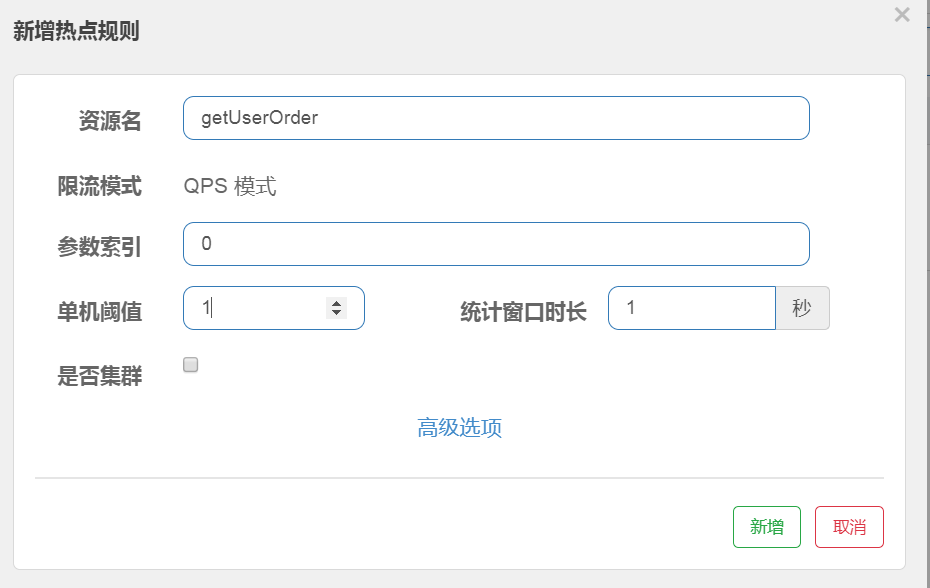 新增热点规则
资源名 getUserOrder
限流模式 QPS 模式
参数索引 0
单机阈值 1 统计窗口时长 1 秒
是否集群
高级选项
新增 取消